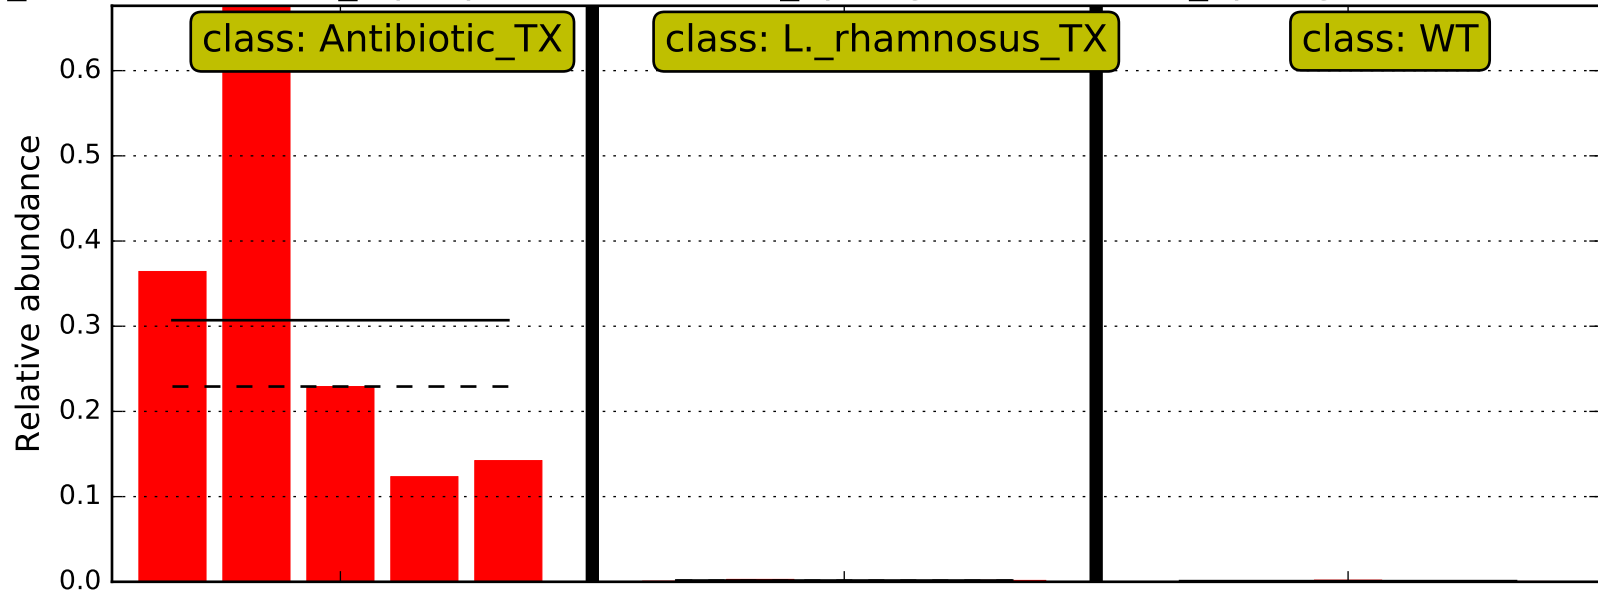 class: Antibiotic_TX
class: L._rhamnosus_TX
class: WT
Relative abundance
0.6
0.5
0.4
0.3
0.2
0.1
0.0